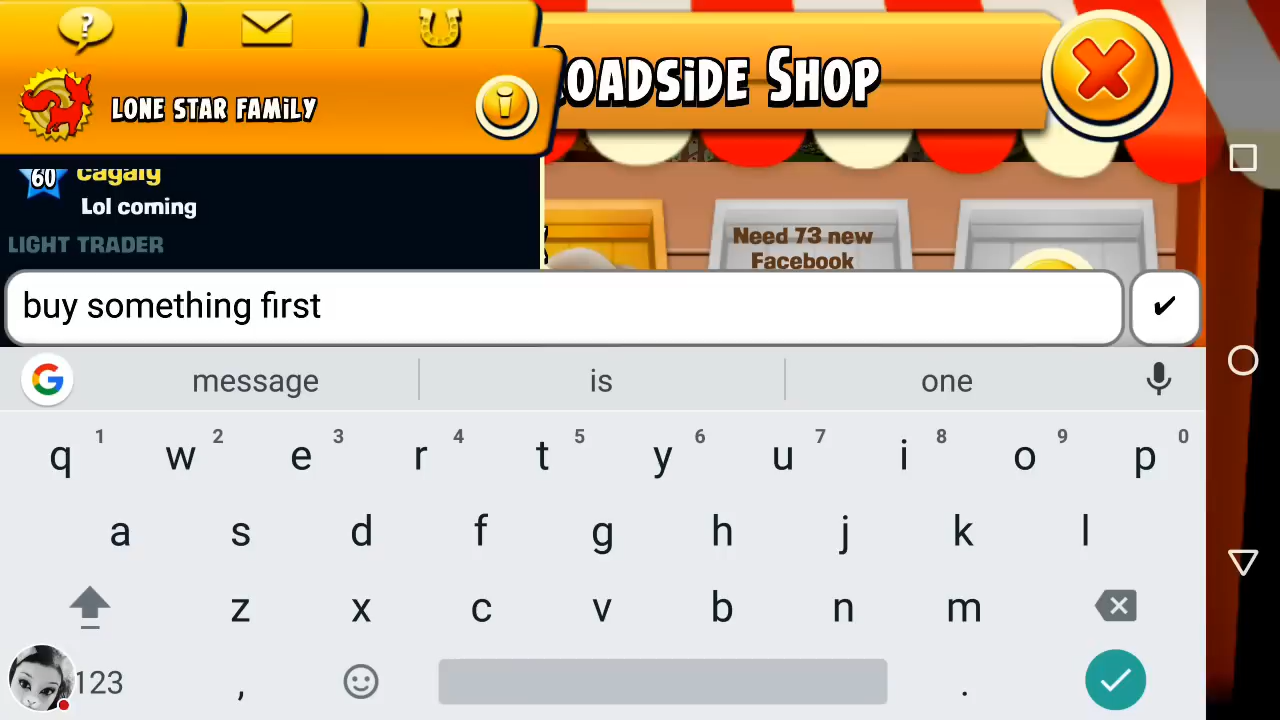 ?
ROADSIDE SHOP
LONE STAR FAMILY
i
60 cagaly
Lol coming
LIGHT TRADER
Need 73 new
Facebook
buy something first
message is one
1 2 3 4 5 6 7 8 9 0
q w e r t y u i o p
a s d f g h j k l
z x c v b n m
123 , .